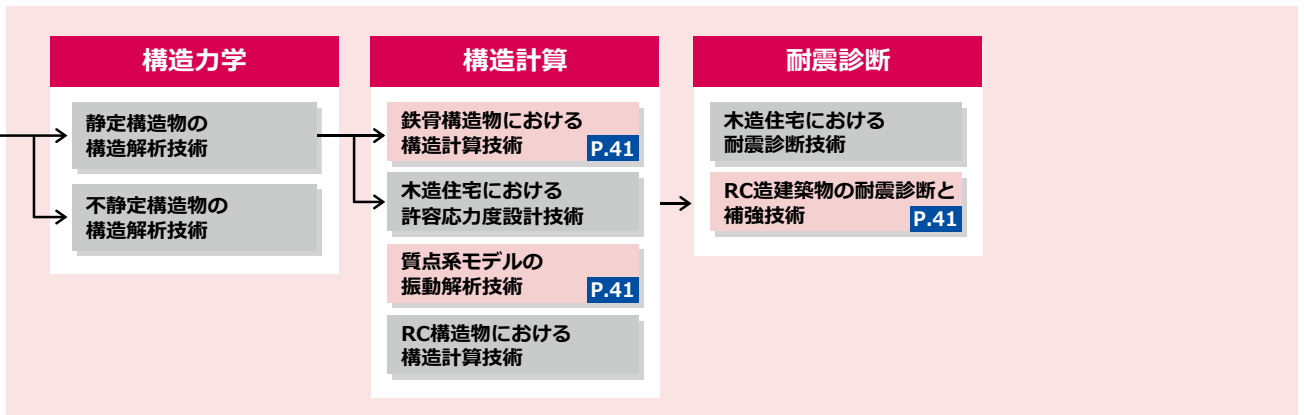 構造力学
静定構造物の
構造解析技術
不静定構造物の
構造解析技術
構造計算
鉄骨構造物における
構造計算技術 P.41
木造住宅における
許容応力度設計技術
質点系モデルの
振動解析技術 P.41
RC構造物における
構造計算技術
耐震診断
木造住宅における
耐震診断技術
RC造建築物の耐震診断と
補強技術 P.41